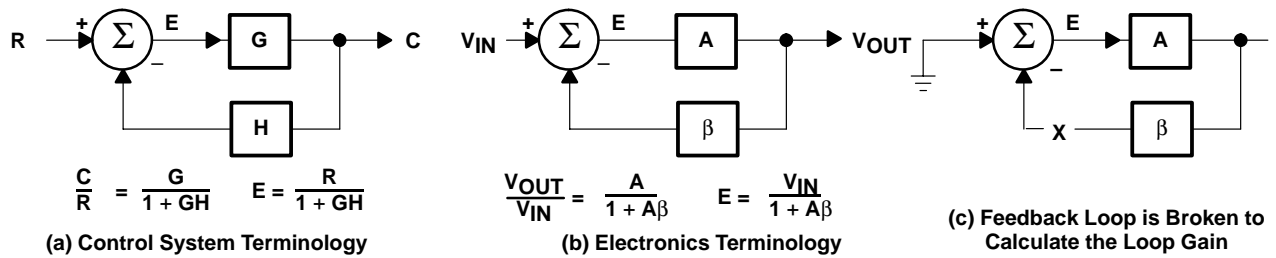 R + Σ − E G C
H
C/R = G/(1 + GH) E = R/(1 + GH)
(a) Control System Terminology
VIN + Σ − E A VOUT
β
VOUT/VIN = A/(1 + Aβ) E = VIN/(1 + Aβ)
(b) Electronics Terminology
+ Σ − E A
X β
(c) Feedback Loop is Broken to
Calculate the Loop Gain